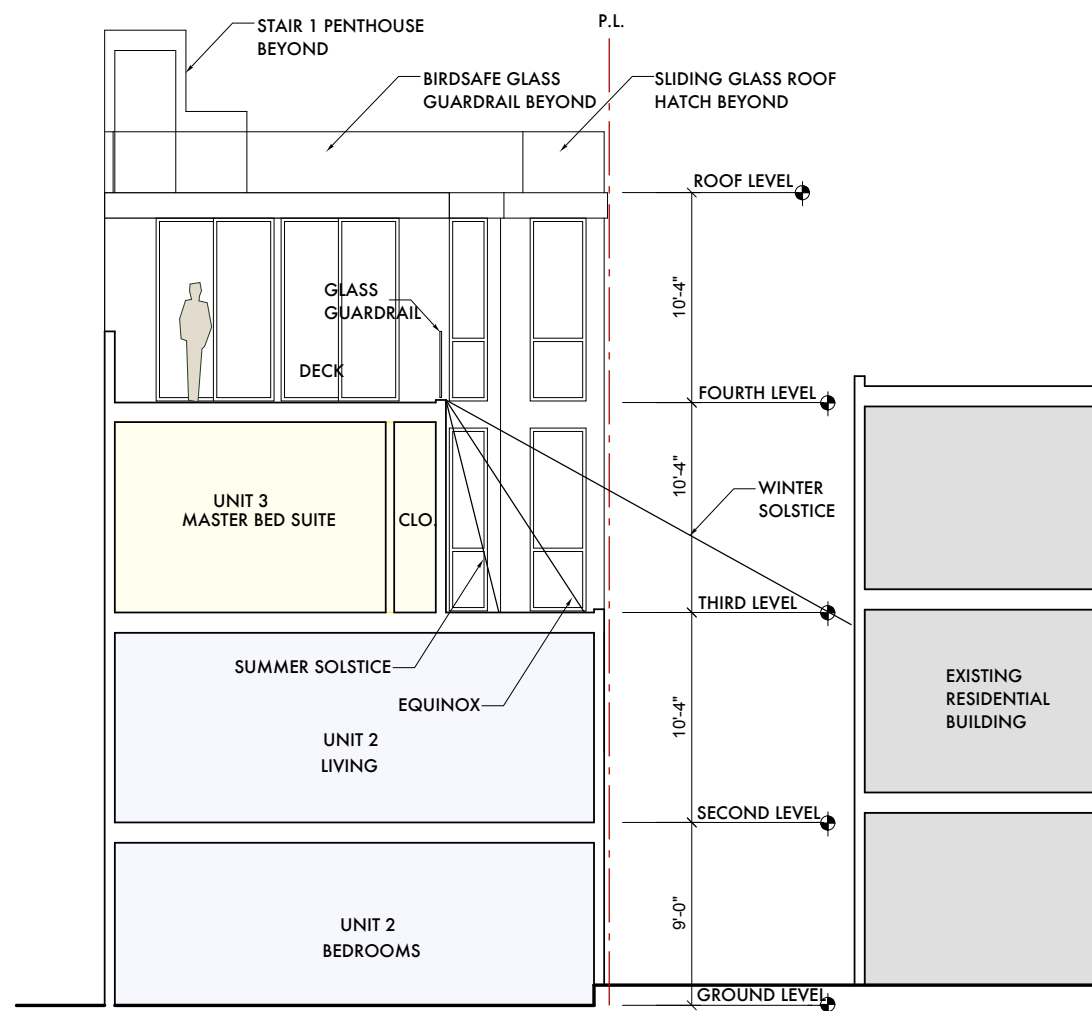 P.L.
STAIR 1 PENTHOUSE
BEYOND
BIRDSAFE GLASS
GUARDRAIL BEYOND
SLIDING GLASS ROOF
HATCH BEYOND
ROOF LEVEL
10'-4"
GLASS
GUARDRAIL
DECK
FOURTH LEVEL
10'-4"
UNIT 3
MASTER BED SUITE
CLO.
WINTER
SOLSTICE
THIRD LEVEL
SUMMER SOLSTICE
EQUINOX
10'-4"
EXISTING
RESIDENTIAL
BUILDING
UNIT 2
LIVING
SECOND LEVEL
9'-0"
UNIT 2
BEDROOMS
GROUND LEVEL